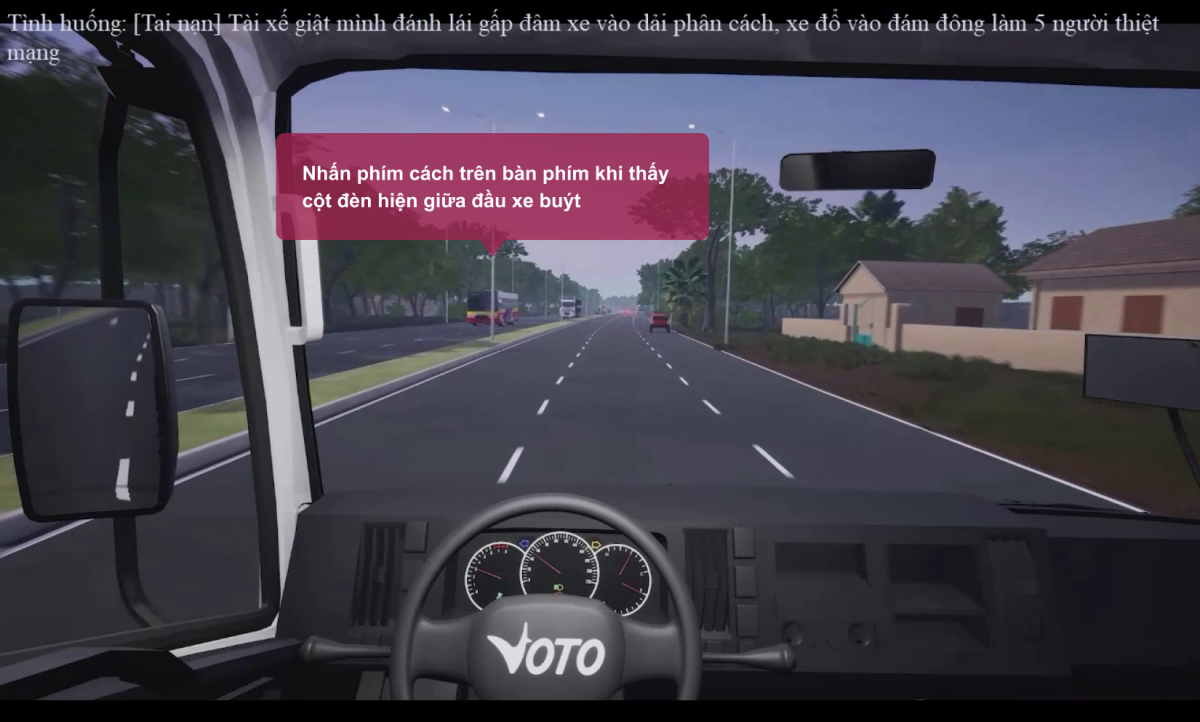 Tình huống: [Tai nạn] Tài xế giật mình đánh lái gấp đâm xe vào dải phân cách, xe đổ vào đám đông làm 5 người thiệt
mạng
Nhấn phím cách trên bàn phím khi thấy
cột đèn hiện giữa đầu xe buýt
VOTO